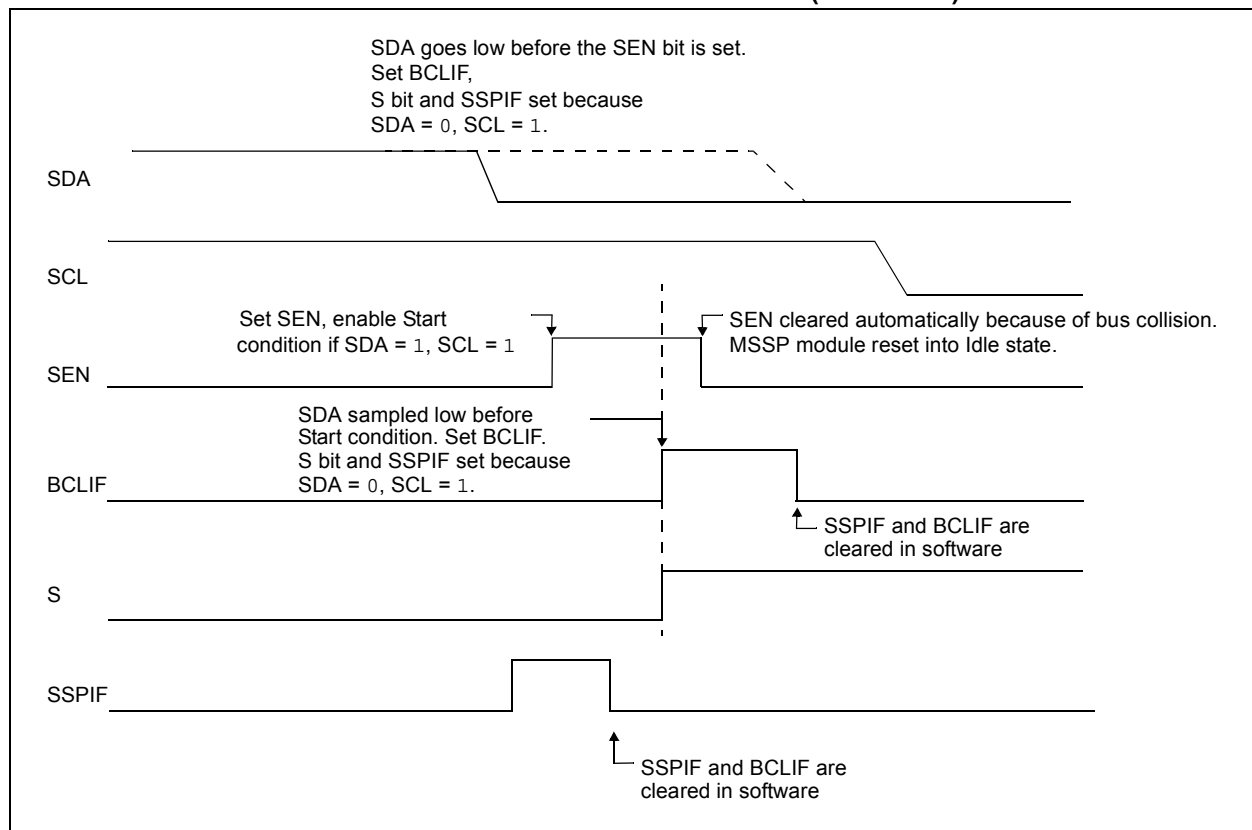 SDA goes low before the SEN bit is set.
Set BCLIF,
S bit and SSPIF set because
SDA = 0, SCL = 1.
SDA
SCL
Set SEN, enable Start
condition if SDA = 1, SCL = 1
SEN cleared automatically because of bus collision.
MSSP module reset into Idle state.
SEN
SDA sampled low before
Start condition. Set BCLIF.
S bit and SSPIF set because
SDA = 0, SCL = 1.
BCLIF
SSPIF and BCLIF are
cleared in software
S
SSPIF
SSPIF and BCLIF are
cleared in software